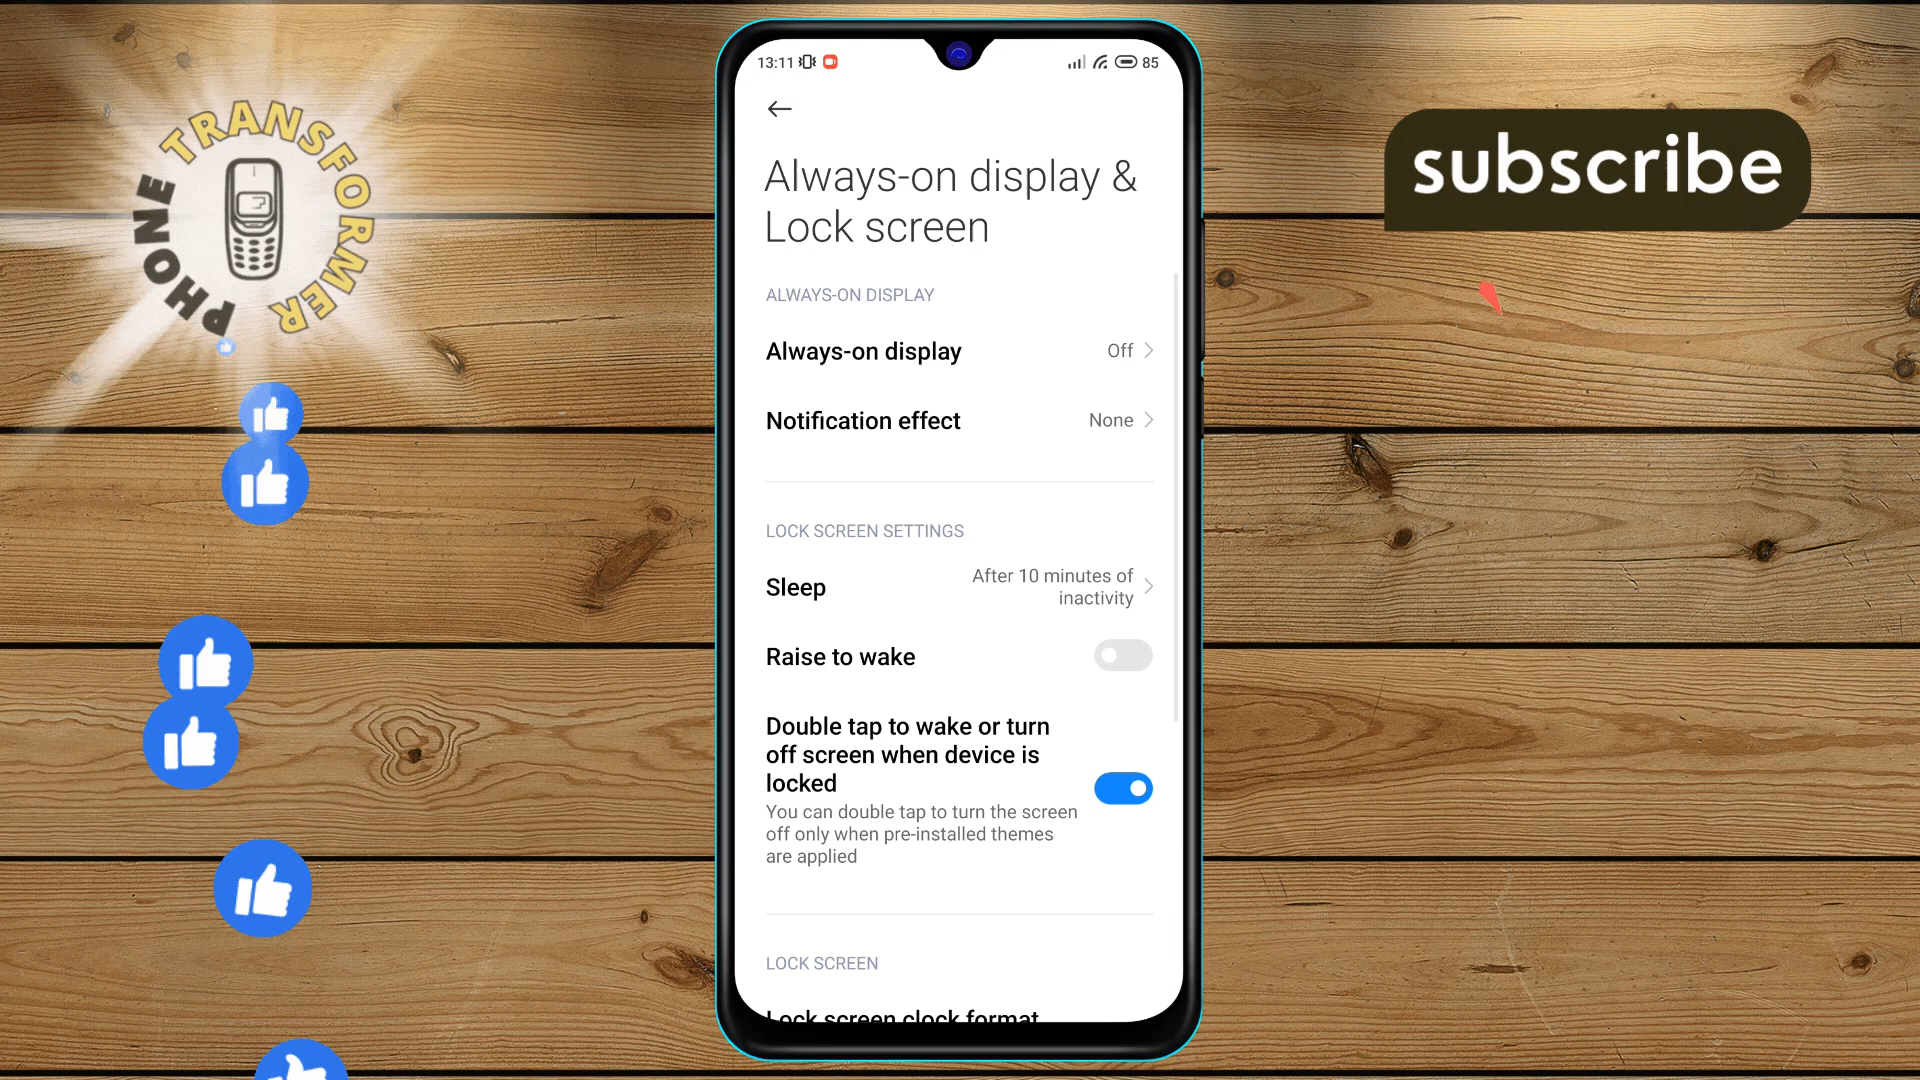 PHONE TRANSFORMER
subscribe
13:11
85
Always-on display &
Lock screen
ALWAYS-ON DISPLAY
Always-on display Off
Notification effect None
LOCK SCREEN SETTINGS
Sleep After 10 minutes of
inactivity
Raise to wake
Double tap to wake or turn
off screen when device is
locked
You can double tap to turn the screen
off only when pre-installed themes
are applied
LOCK SCREEN
Lock screen clock format